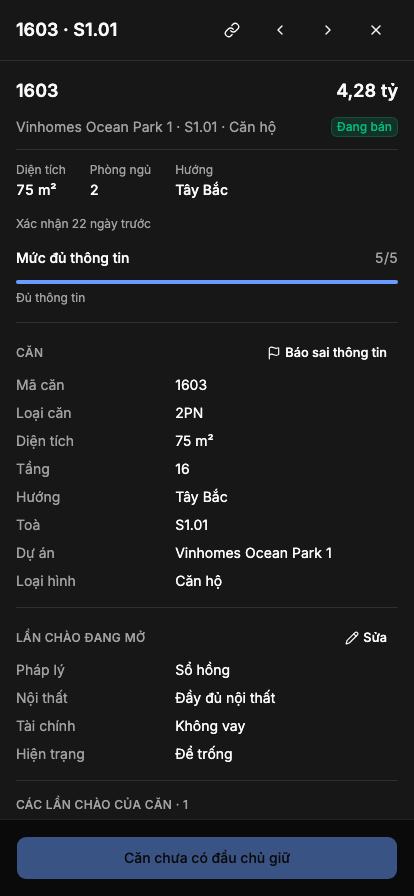 1603 · S1.01
1603
4,28 tỷ
Vinhomes Ocean Park 1 · S1.01 · Căn hộ
Đang bán
Diện tích Phòng ngủ Hướng
75 m² 2 Tây Bắc
Xác nhận 22 ngày trước
Mức đủ thông tin 5/5
Đủ thông tin
CĂN Báo sai thông tin
Mã căn 1603
Loại căn 2PN
Diện tích 75 m²
Tầng 16
Hướng Tây Bắc
Toà S1.01
Dự án Vinhomes Ocean Park 1
Loại hình Căn hộ
LẦN CHÀO ĐANG MỞ Sửa
Pháp lý Sổ hồng
Nội thất Đầy đủ nội thất
Tài chính Không vay
Hiện trạng Để trống
CÁC LẦN CHÀO CỦA CĂN · 1
Căn chưa có đầu chủ giữ